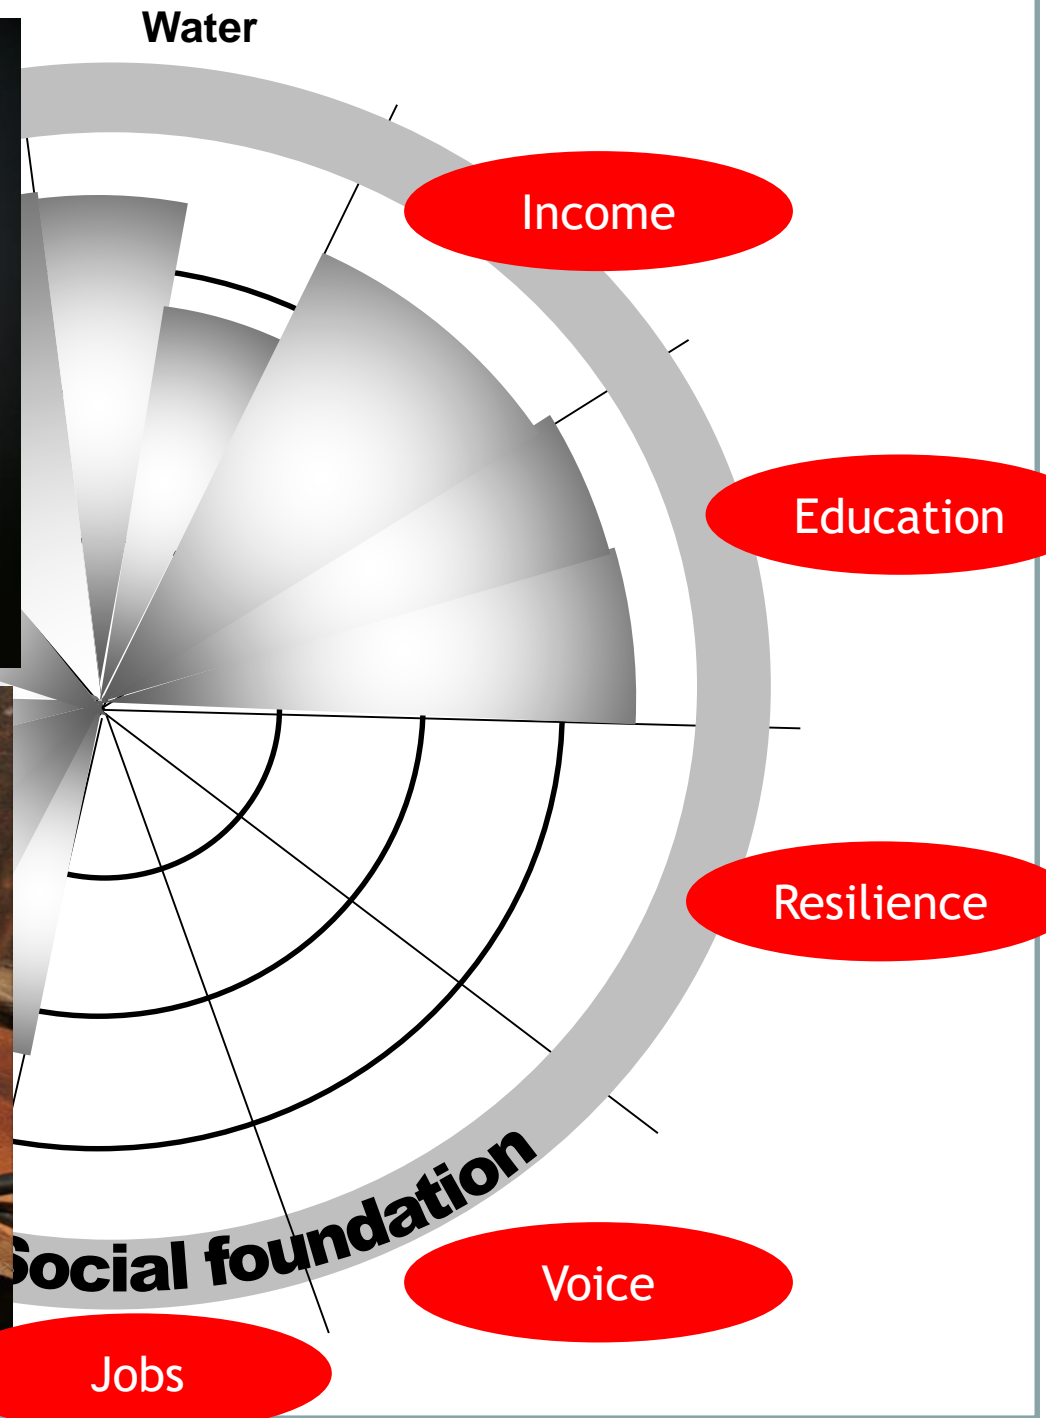 Water
Income
Education
Resilience
Social foundation
Voice
Jobs